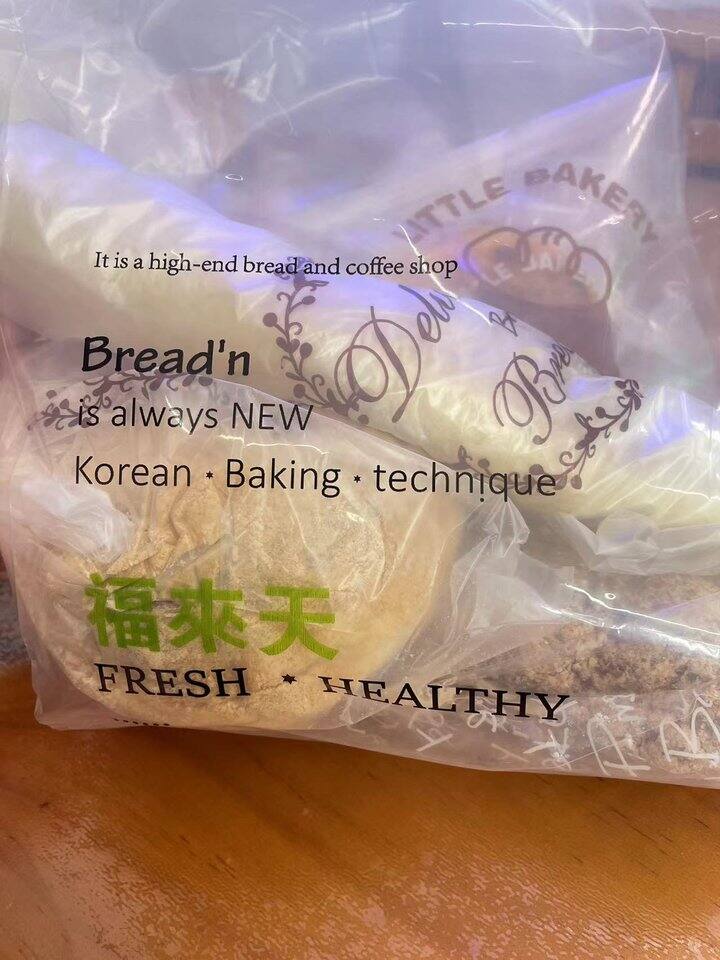 LITTLE BAKERY
It is a high-end bread and coffee shop
Bread'n
is always NEW
Korean · Baking · technique
福來天
FRESH * HEALTHY